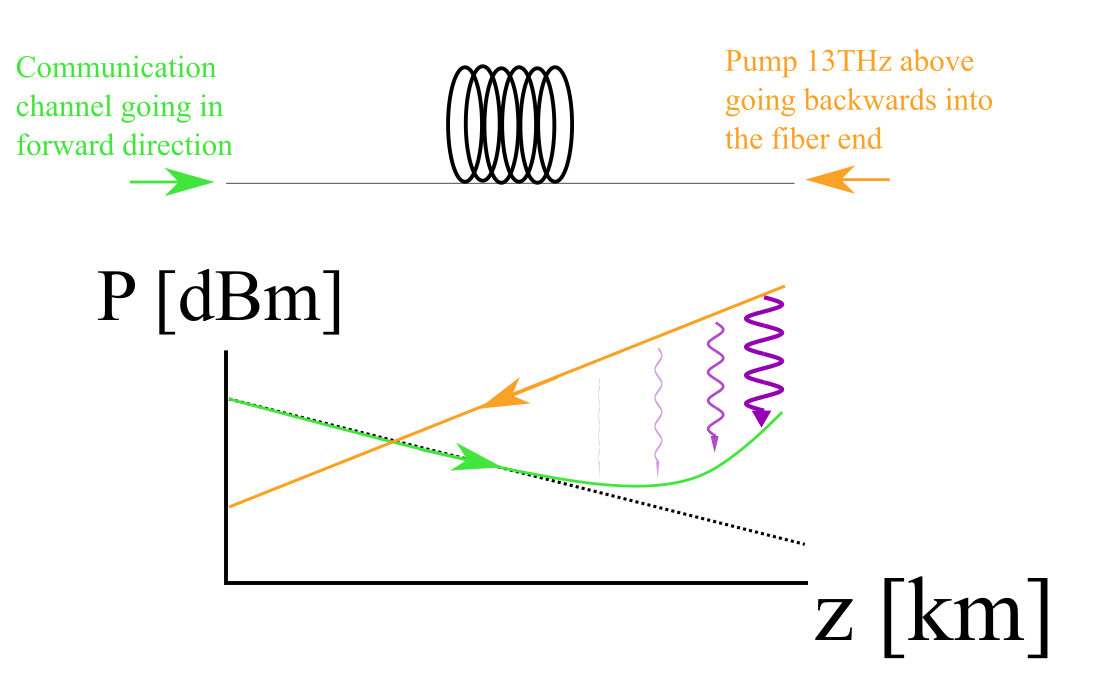 Communication
channel going in
forward direction
Pump 13THz above
going backwards into
the fiber end
P [dBm]
z [km]